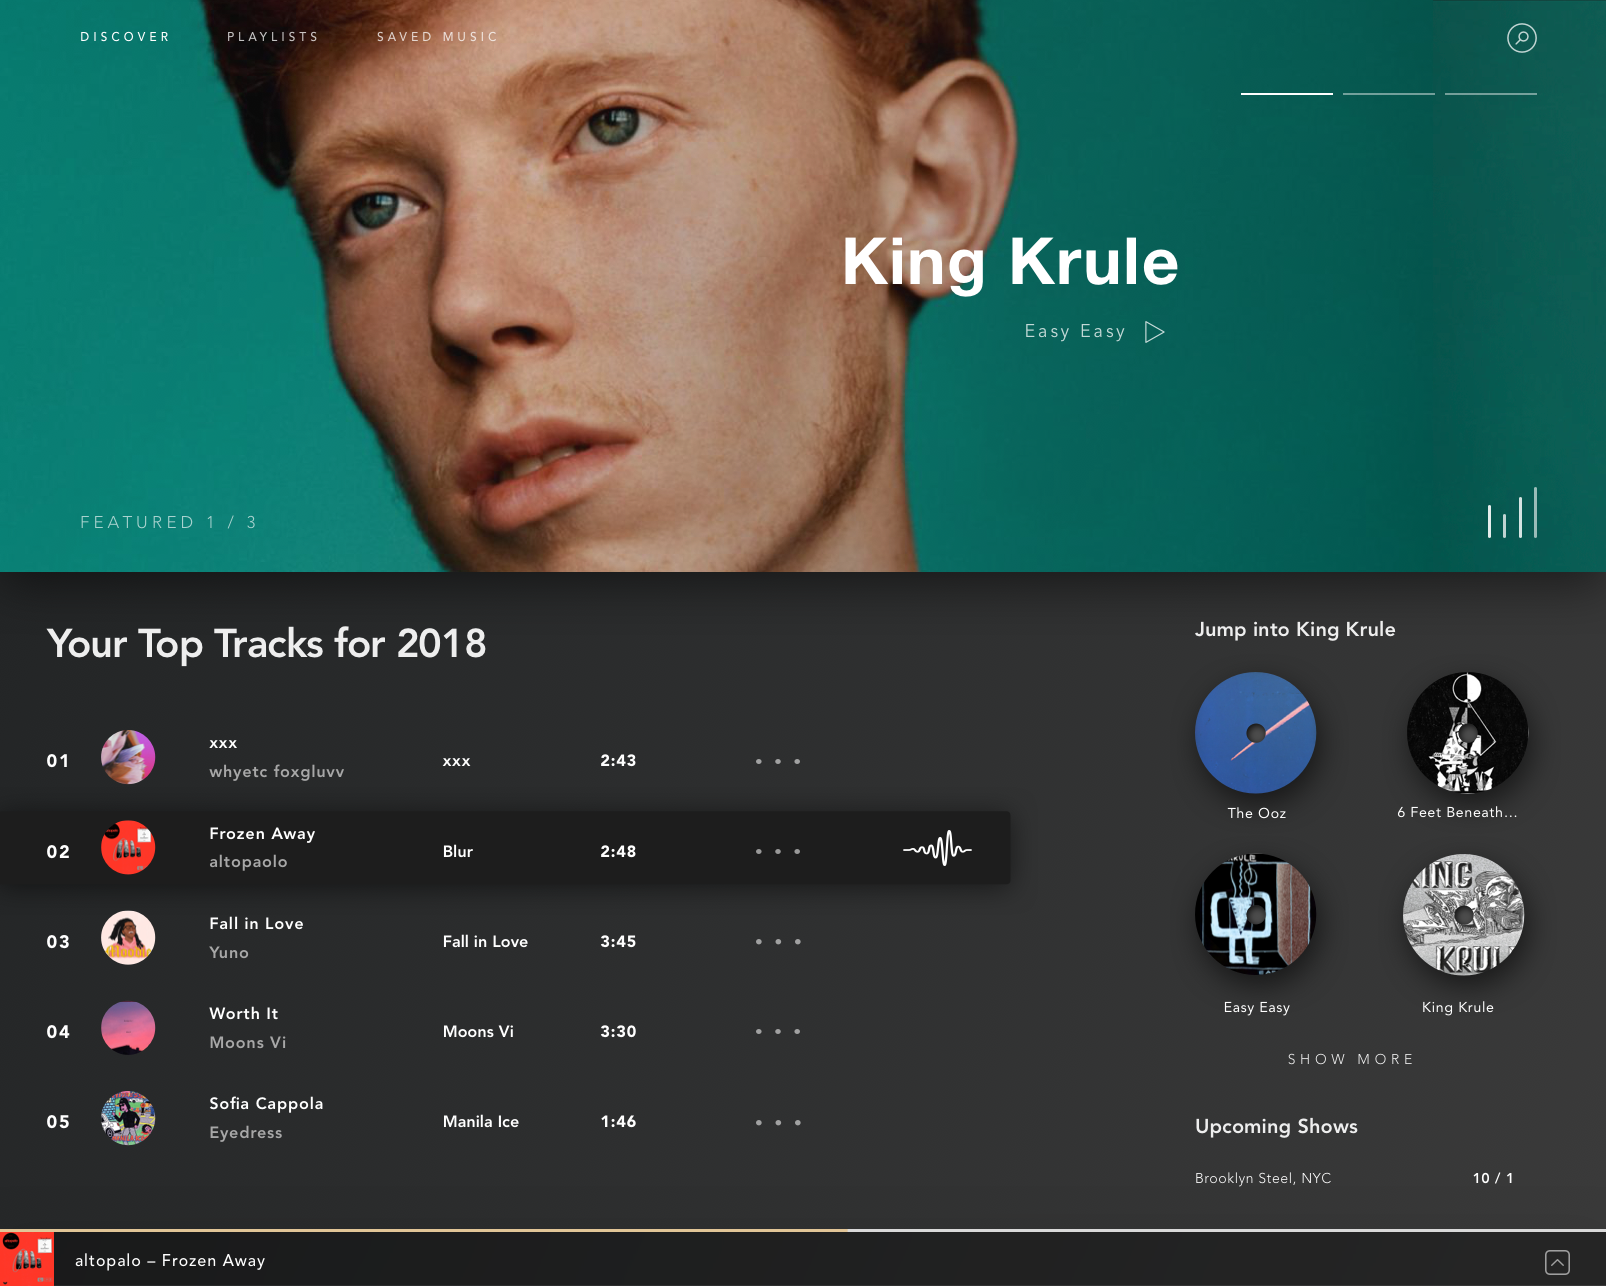 DISCOVER PLAYLISTS SAVED MUSIC
King Krule
Easy Easy
FEATURED 1 / 3
Your Top Tracks for 2018
01 xxx xxx 2:43
whyetc foxgluvv
02 Frozen Away Blur 2:48
altopaolo
03 Fall in Love Fall in Love 3:45
Yuno
04 Worth It Moons Vi 3:30
Moons Vi
05 Sofia Cappola Manila Ice 1:46
Eyedress
Jump into King Krule
The Ooz
6 Feet Beneath...
KING
KRUL
Easy Easy
King Krule
SHOW MORE
Upcoming Shows
Brooklyn Steel, NYC 10 / 1
altopalo – Frozen Away